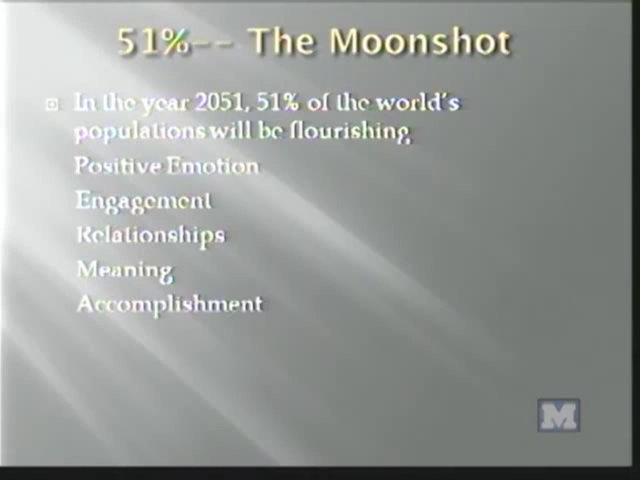 51%-- The Moonshot
In the year 2051, 51% of the world's
populations will be flourishing
Positive Emotion
Engagement
Relationships
Meaning
Accomplishment
M